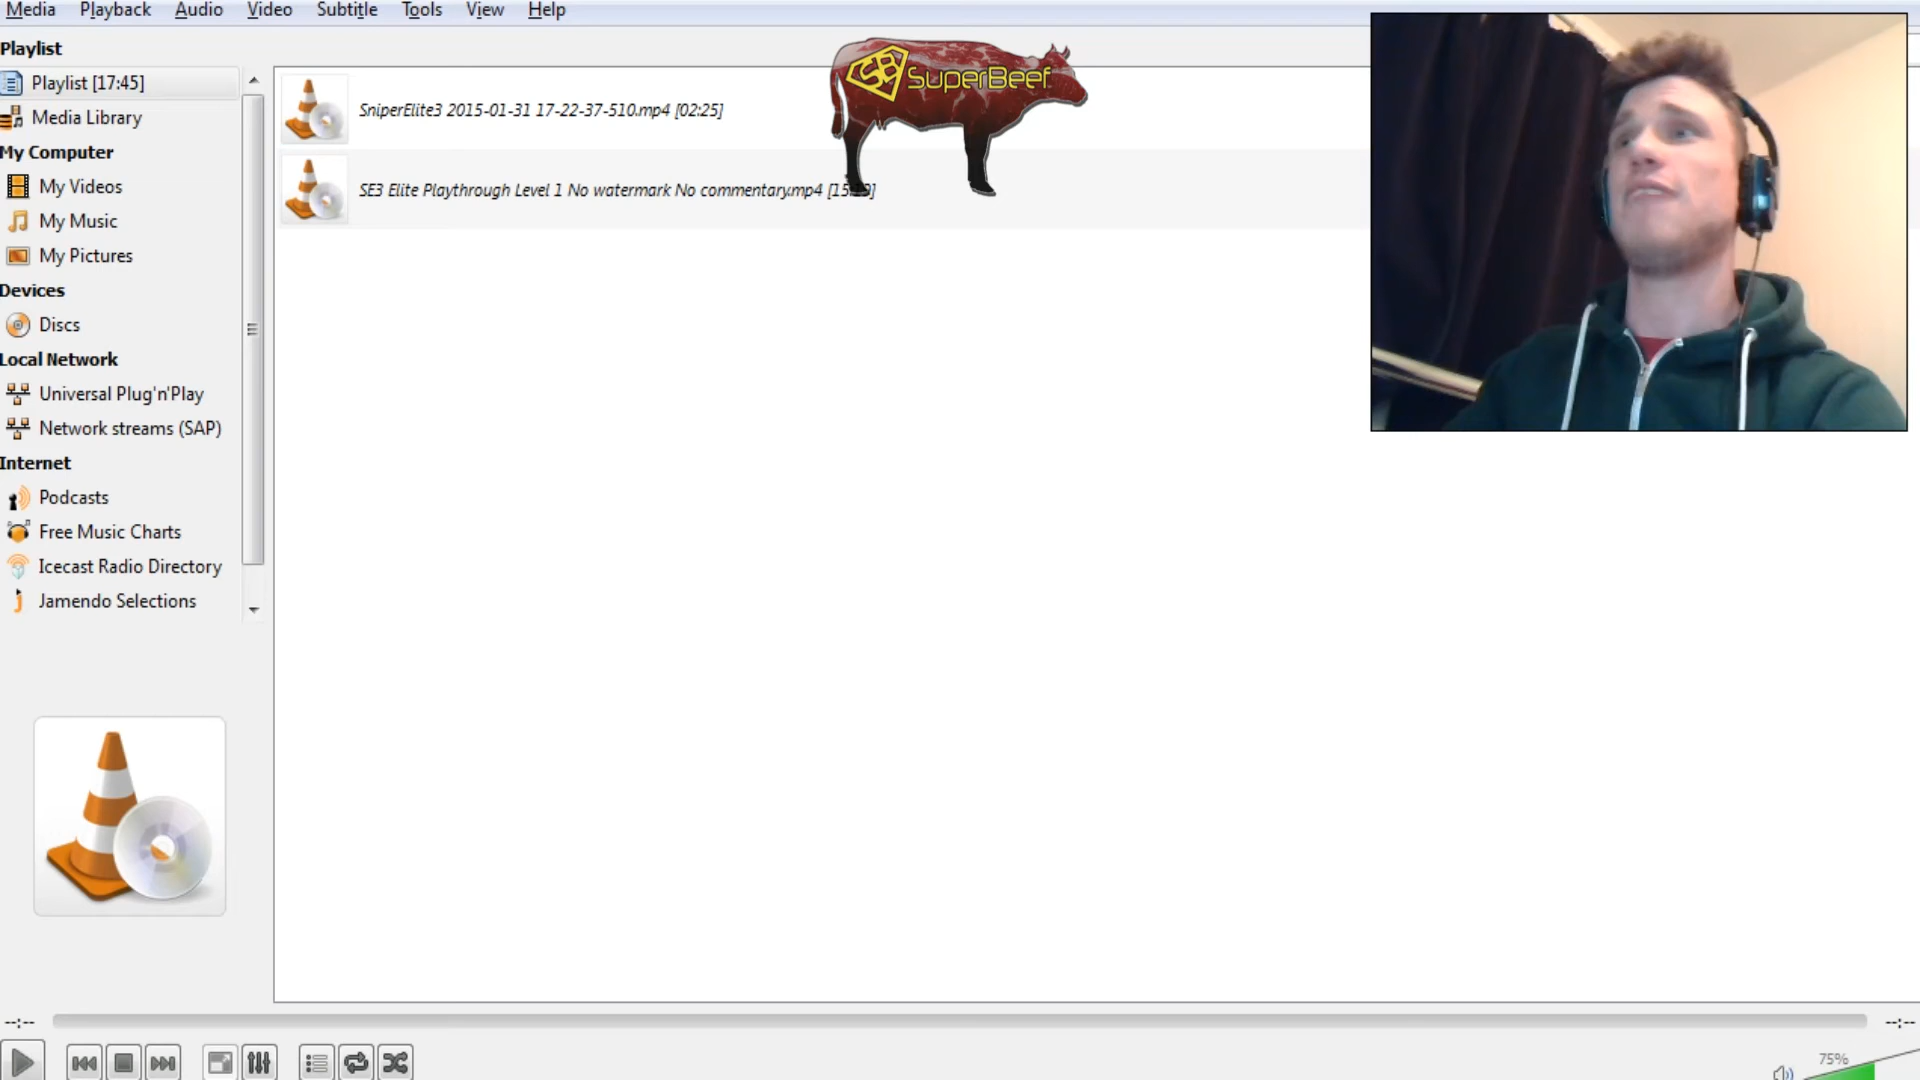 Media Playback Audio Video Subtitle Tools View Help
Playlist
Playlist [17:45]
Media Library
My Computer
My Videos
My Music
My Pictures
Devices
Discs
Local Network
Universal Plug'n'Play
Network streams (SAP)
Internet
Podcasts
Free Music Charts
Icecast Radio Directory
Jamendo Selections
SniperElite3 2015-01-31 17-22-37-510.mp4 [02:25]
SE3 Elite Playthrough Level 1 No watermark No commentary.mp4
SB SuperBeef
--:--
--:--
75%